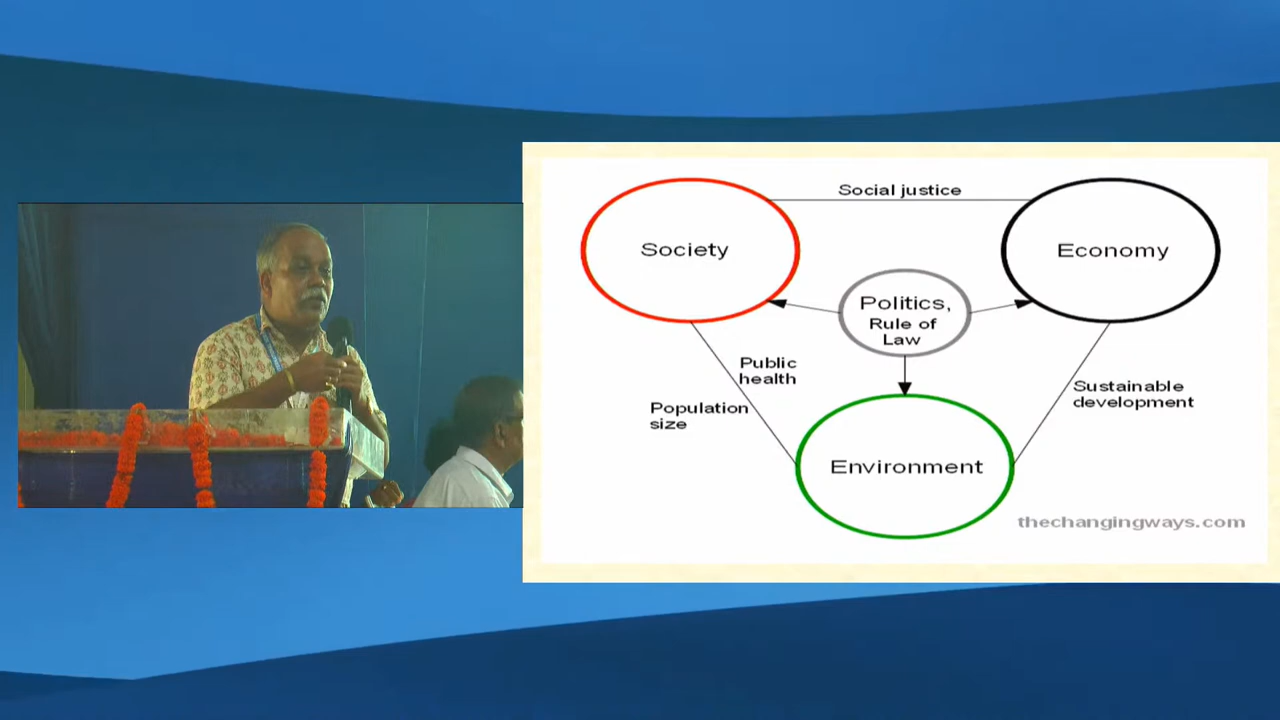 Social justice
Society
Economy
Politics,
Rule of
Law
Public
health
Population
size
Sustainable
development
Environment
thechangingways.com